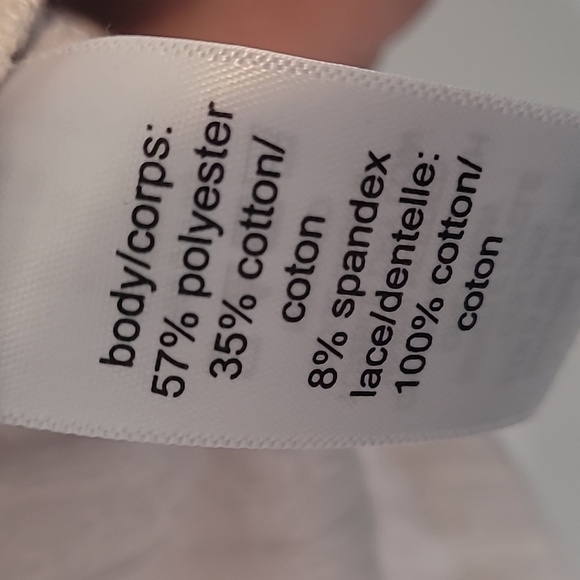 body/corps:
57% polyester
35% cotton/
coton
8% spandex
lace/dentelle:
100% cotton/
coton